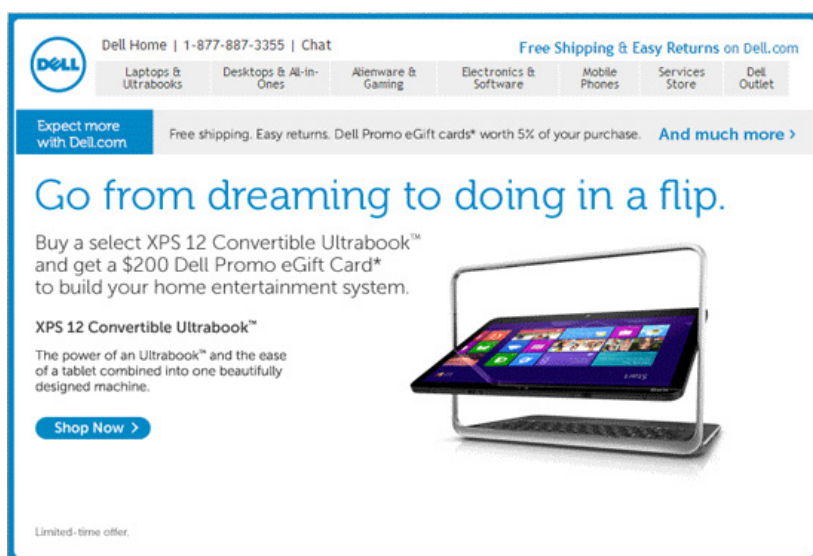 DELL
Dell Home | 1-877-887-3355 | Chat
Free Shipping & Easy Returns on Dell.com
Laptops & Ultrabooks
Desktops & All-in-Ones
Alienware & Gaming
Electronics & Software
Mobile Phones
Services Store
Dell Outlet
Expect more
with Dell.com
Free shipping. Easy returns. Dell Promo eGift cards* worth 5% of your purchase.
And much more >
Go from dreaming to doing in a flip.
Buy a select XPS 12 Convertible Ultrabook™
and get a $200 Dell Promo eGift Card*
to build your home entertainment system.
XPS 12 Convertible Ultrabook™
The power of an Ultrabook™ and the ease
of a tablet combined into one beautifully
designed machine.
Start
Shop Now >
Limited-time offer.